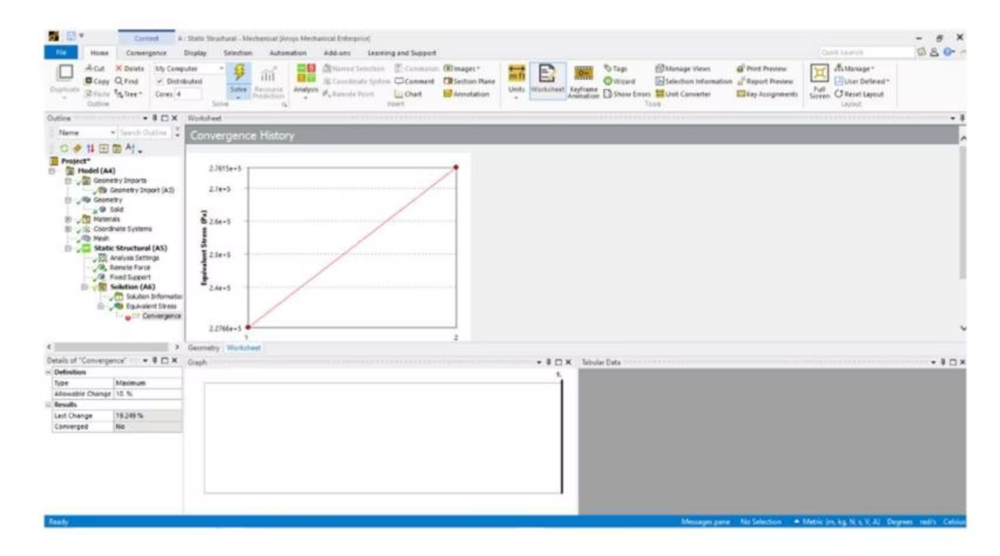 Context
A : Static Structural - Mechanical [Ansys Mechanical Enterprise]
File Home Convergence Display Selection Automation Add-ons Learning and Support Quick Launch
Duplicate
Cut
Copy
Paste
Delete
Find
Tree
Outline
My Computer
Distributed
Cores 4
Solve
Resource Prediction
Solve
Analysis
Named Selection
Coordinate System
Remote Point
Commands
Comment
Chart
Images
Section Plane
Annotation
Insert
Units
Worksheet
Keyframe Animation
Tags
Wizard
Show Errors
Manage Views
Selection Information
Unit Converter
Print Preview
Report Preview
Key Assignments
Tools
Full Screen
Manage
User Defined
Reset Layout
Layout
Outline
Name
Search Outline
Project*
Model (A4)
Geometry Imports
Geometry Import (A3)
Geometry
Solid
Materials
Coordinate Systems
Mesh
Static Structural (A5)
Analysis Settings
Remote Force
Fixed Support
Solution (A6)
Solution Informatio
Equivalent Stress
Convergence
Worksheet
Convergence History
2.7615e+5
2.7e+5
2.6e+5
2.5e+5
2.4e+5
2.2766e+5
Equivalent Stress (Pa)
1 2
Geometry Worksheet
Details of "Convergence"
Definition
Type Maximum
Allowable Change 10. %
Results
Last Change 19.249 %
Converged No
Graph
1.
Tabular Data
Ready
Messages pane No Selection Metric (m, kg, N, s, V, A) Degrees rad/s Celsius